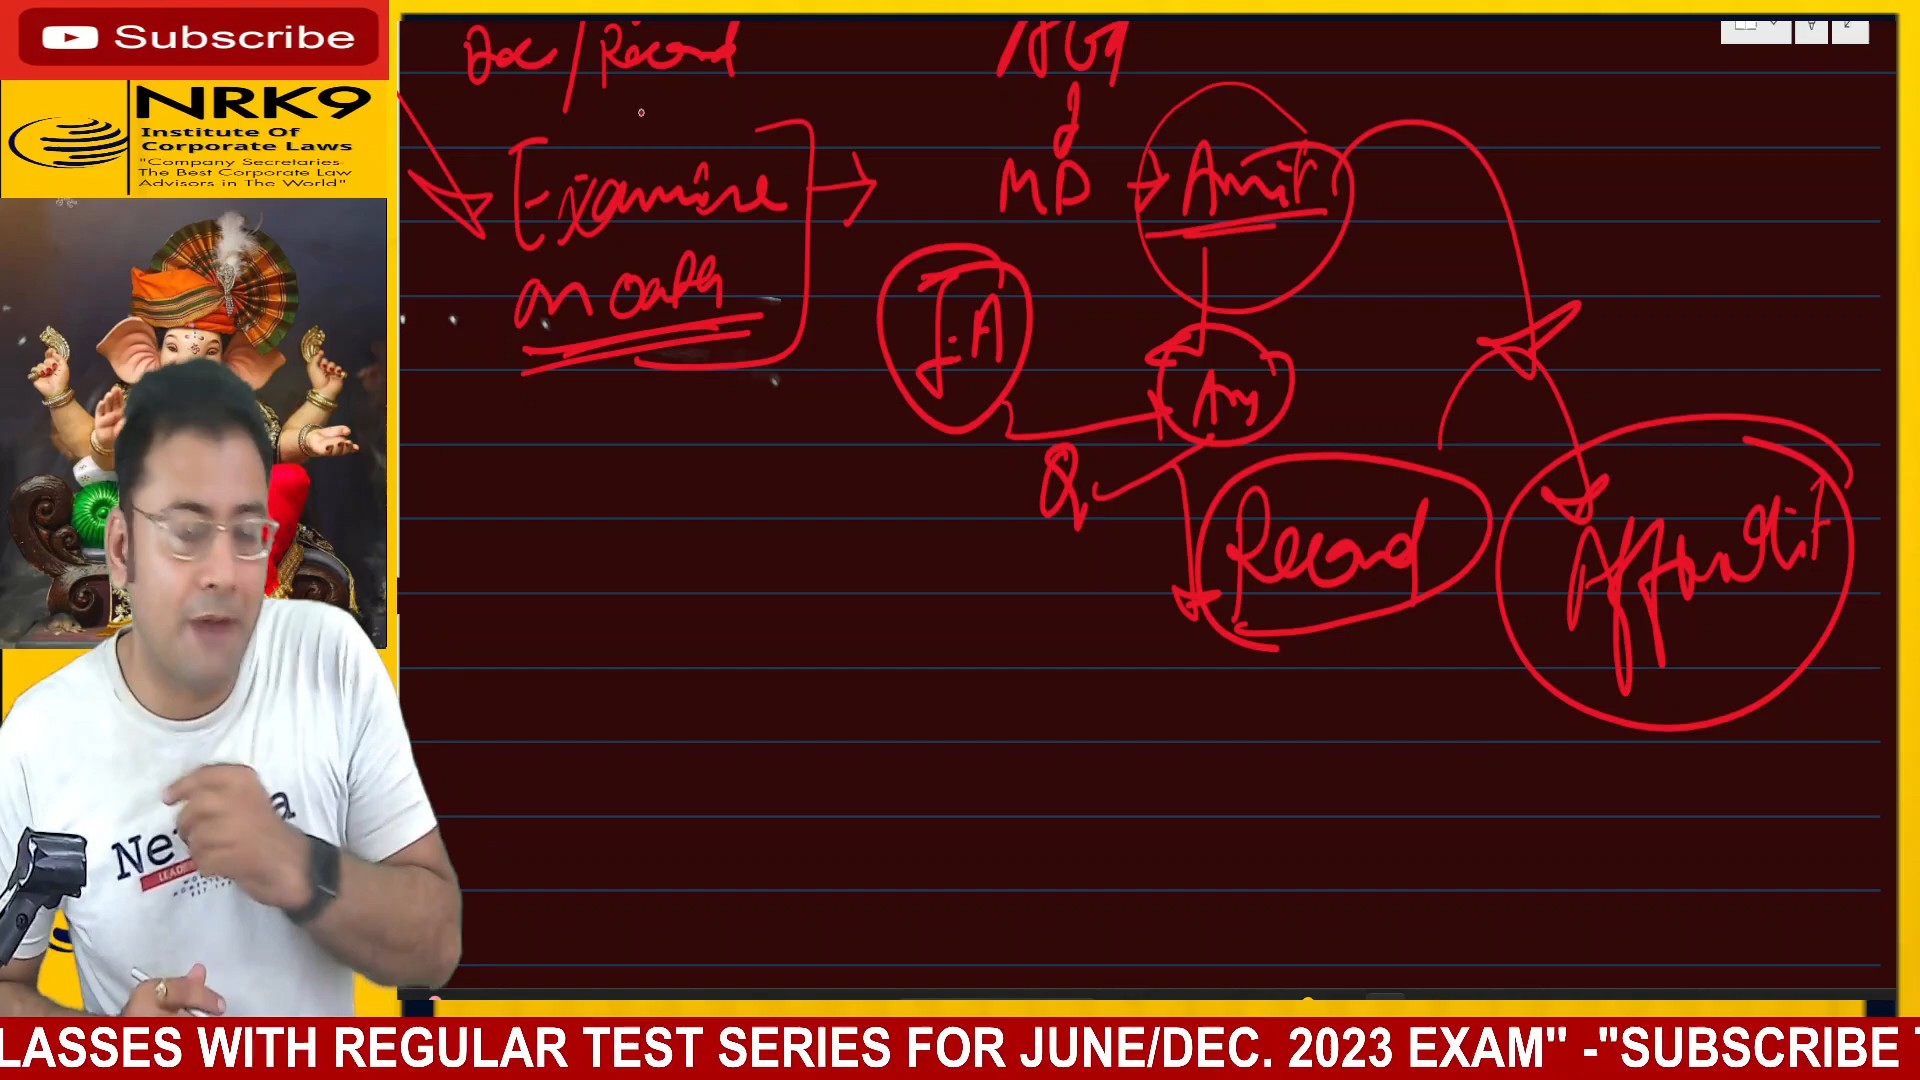 Subscribe
NRK9
Institute Of
Corporate Laws
"Company Secretaries-
The Best Corporate Law
Advisors in The World"
Doc / Record
Examine
on oath
MD → Amit
I.A
Any
Q
Record
LEAD
LASSES WITH REGULAR TEST SERIES FOR JUNE/DEC. 2023 EXAM" -"SUBSCRIBE T